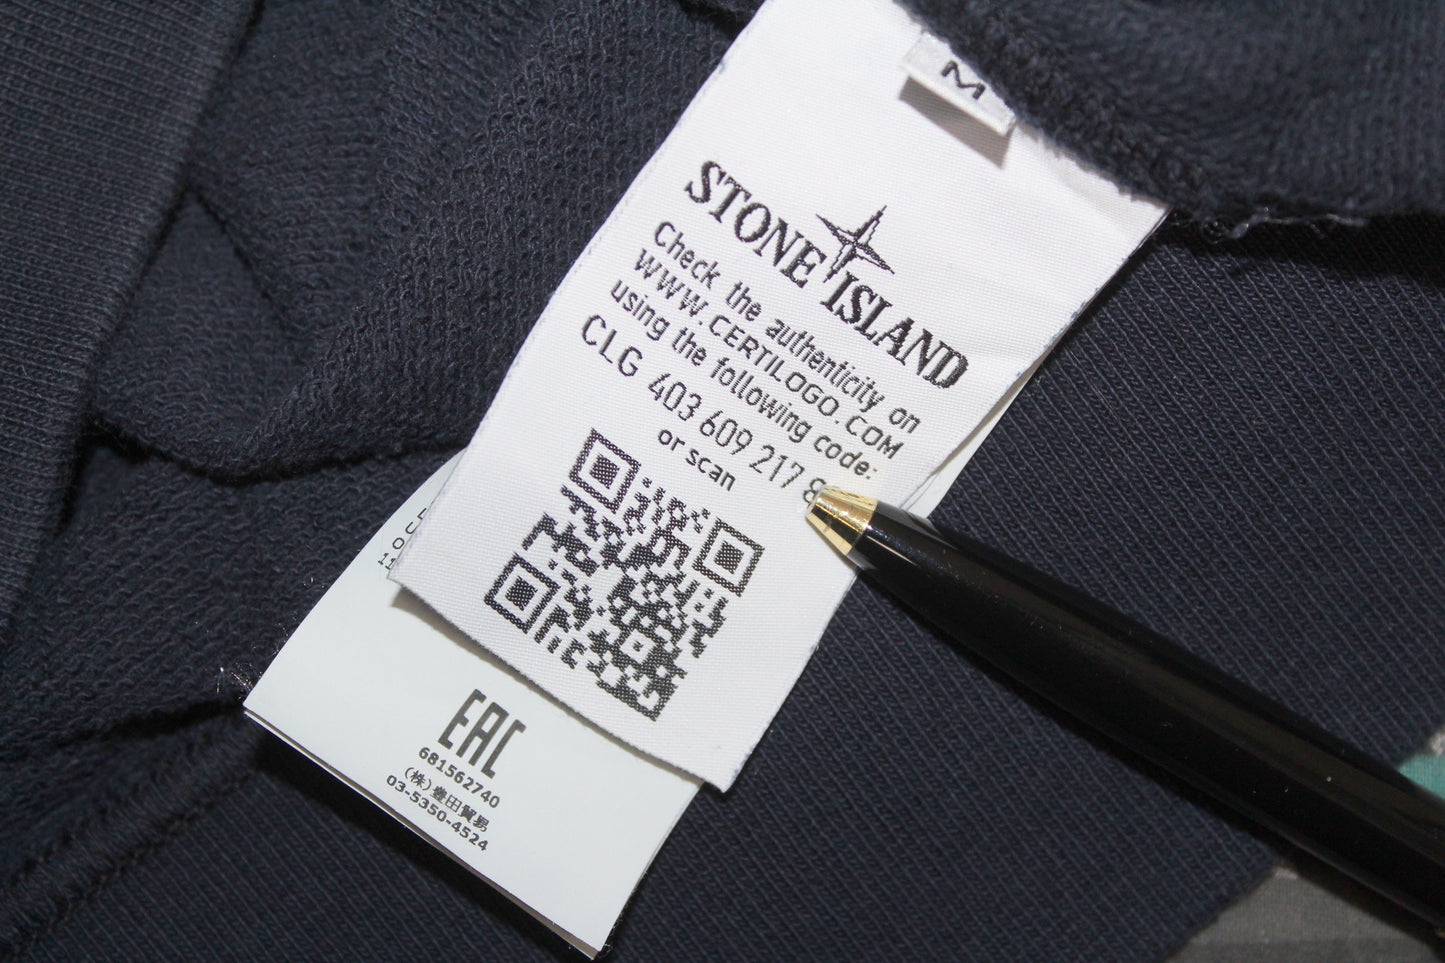 M
STONE ISLAND
Check the authenticity on
WWW.CERTILOGO.COM
using the following code:
CLG 403 609 217
or scan
EAC
681562740
(株)豊田貿易
03-5350-4524